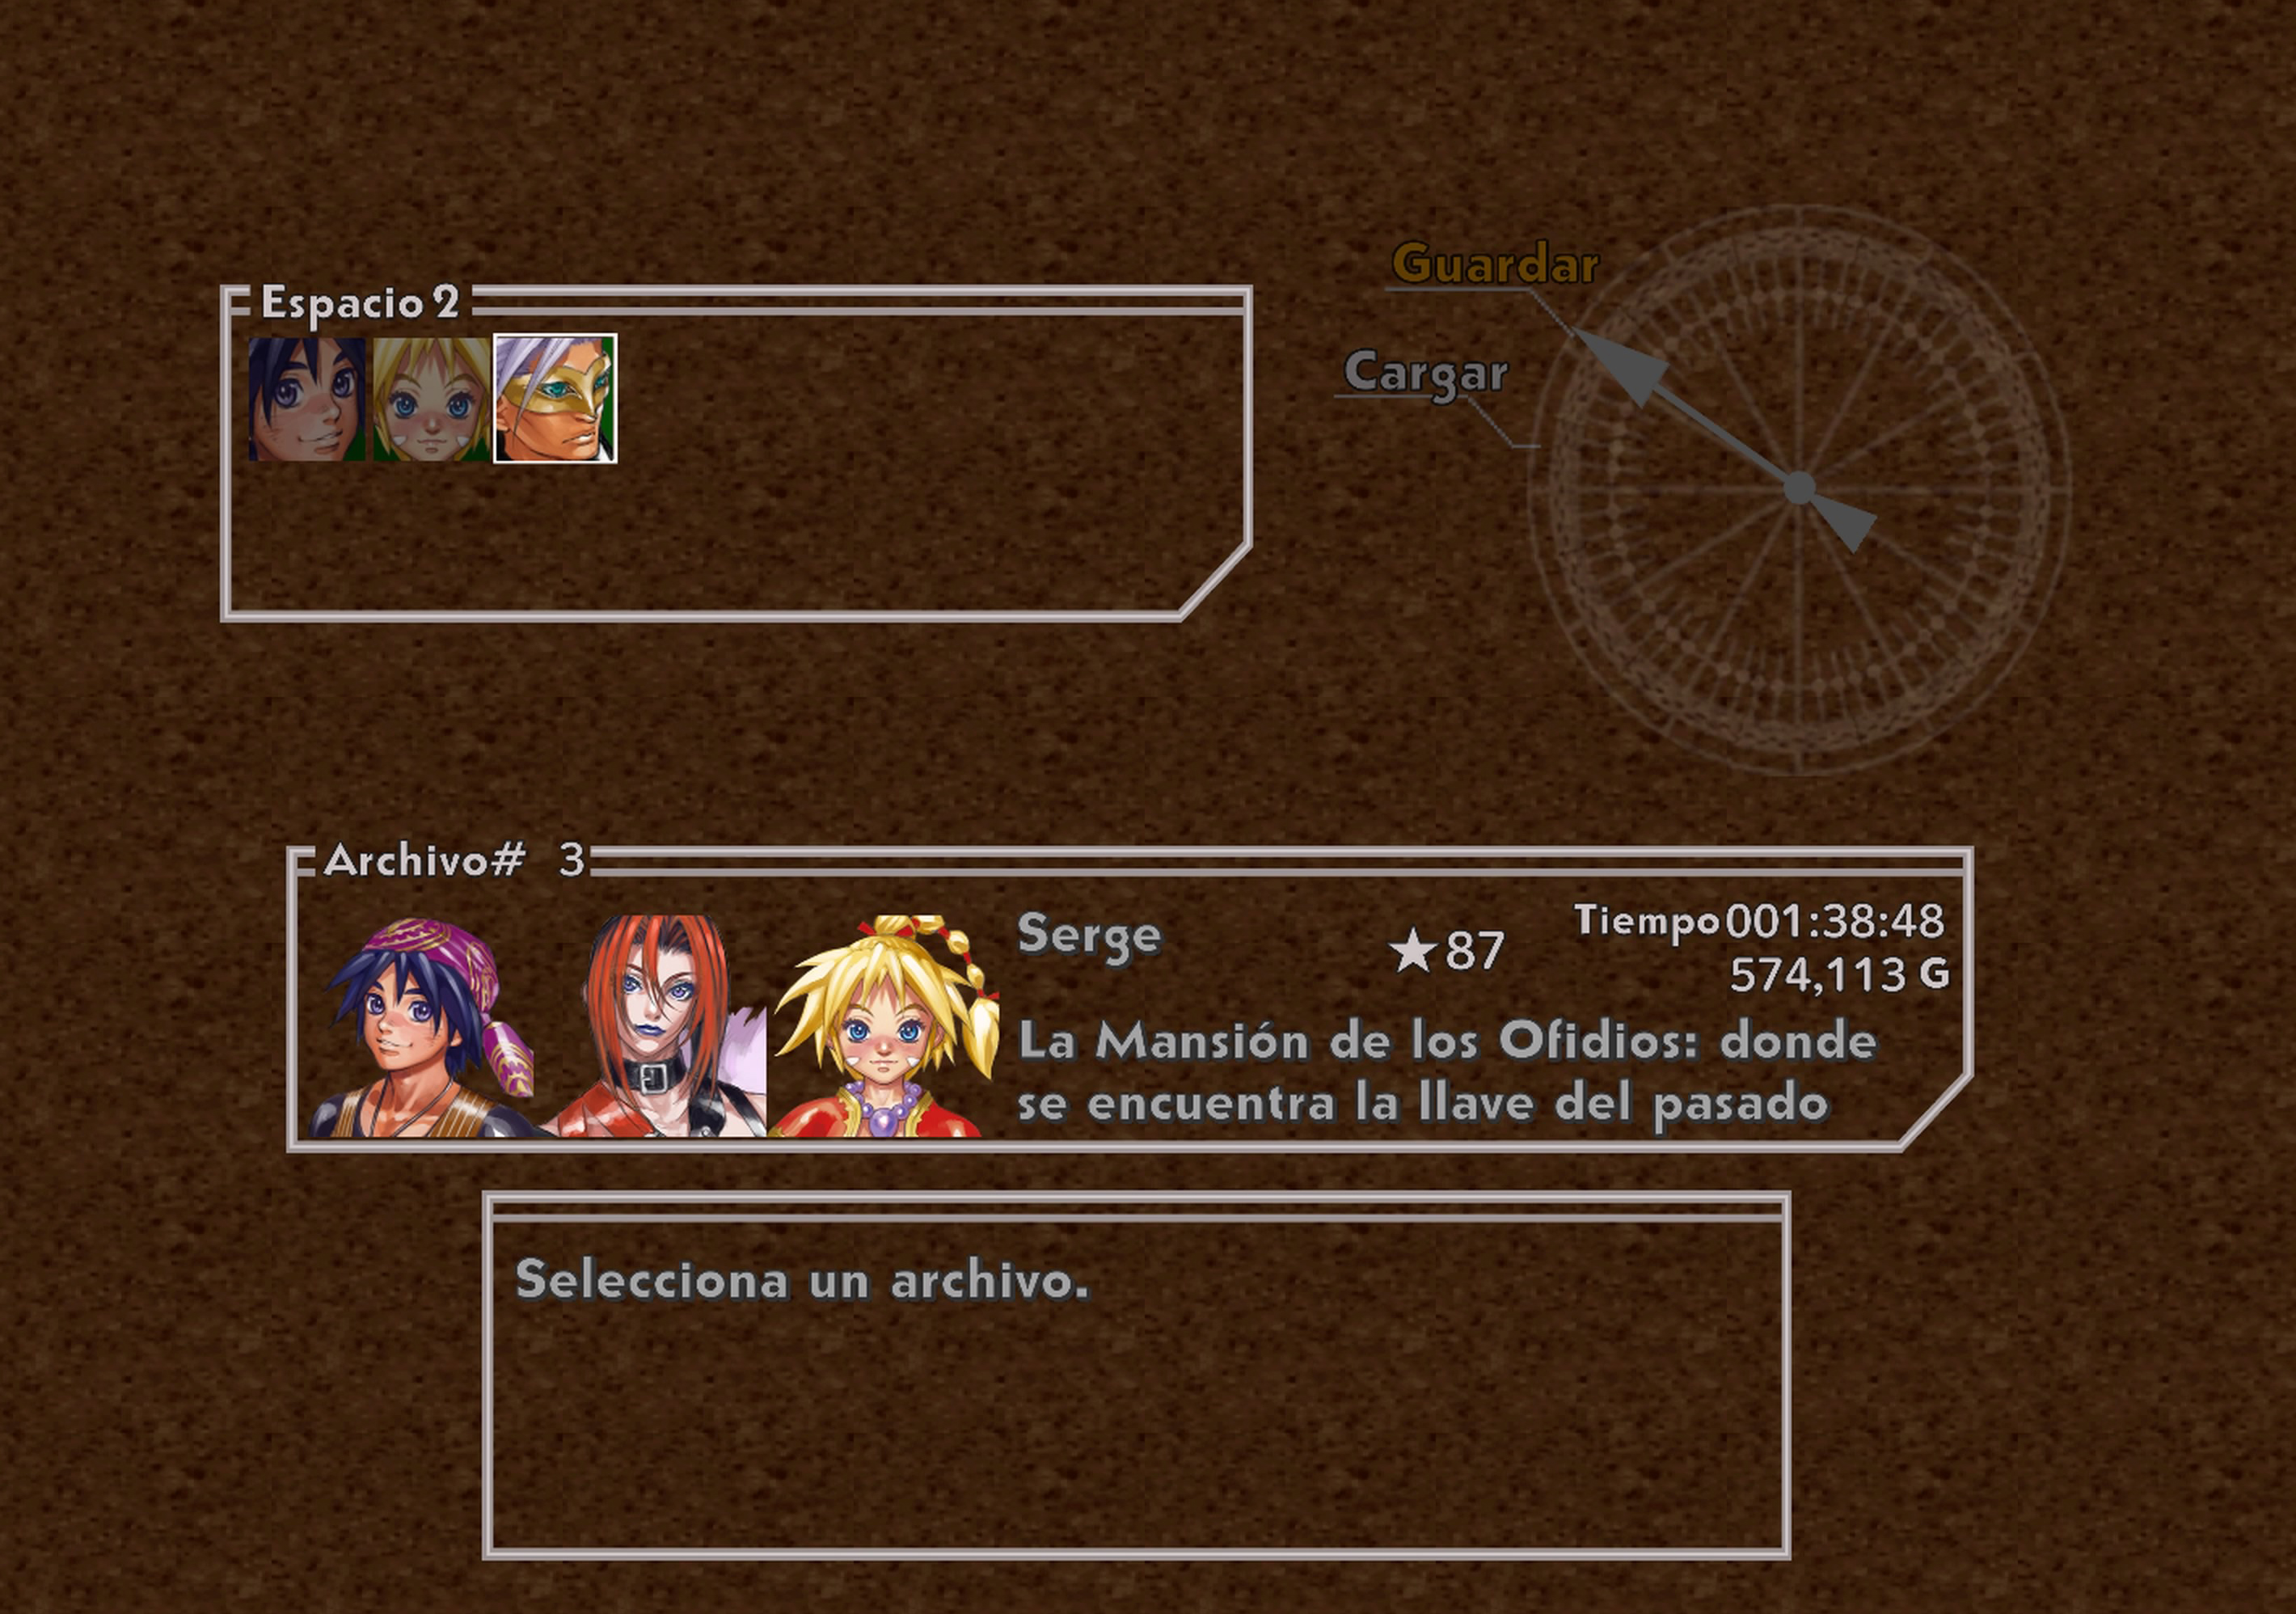 Guardar
Espacio 2
Cargar
Archivo# 3
Serge
★87
Tiempo 001:38:48
574,113 G
La Mansión de los Ofidios: donde
se encuentra la llave del pasado
Selecciona un archivo.